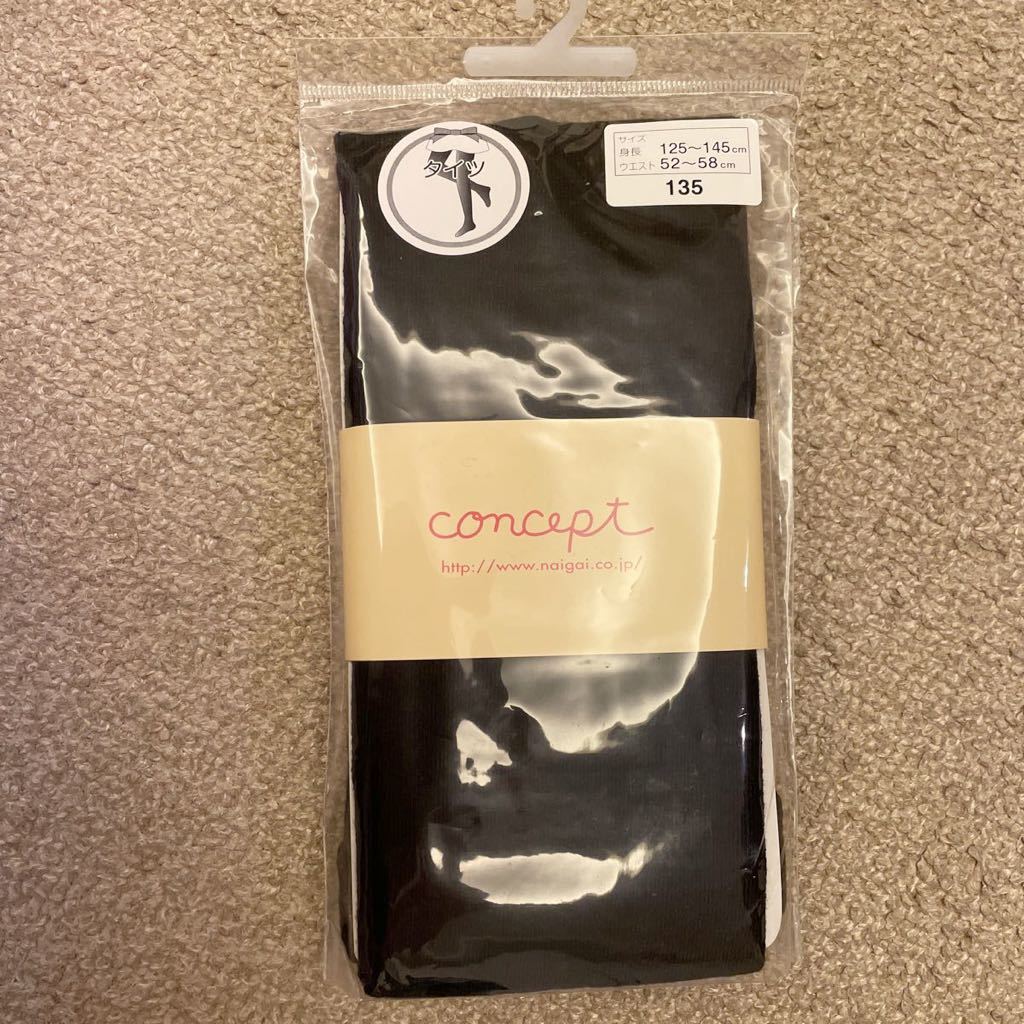 タイツ
サイズ
身長 125〜145cm
ウエスト 52〜58cm
135
concept
http://www.naigai.co.jp/